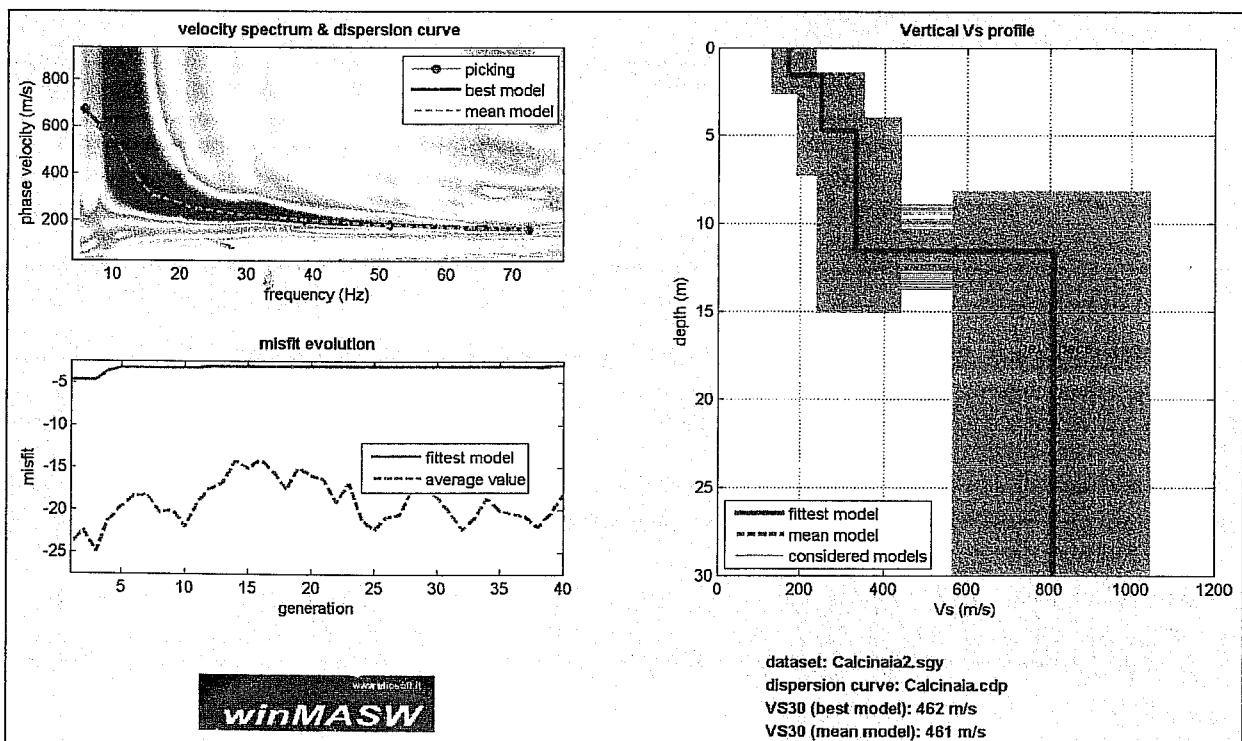 velocity spectrum & dispersion curve
800
600
400
200
phase velocity (m/s)
picking
best model
mean model
10 20 30 40 50 60 70
frequency (Hz)
misfit evolution
-5
-10
-15
-20
-25
misfit
fittest model
average value
5 10 15 20 25 30 35 40
generation
Vertical Vs profile
0
5
10
15
20
25
30
depth (m)
fittest model
mean model
considered models
0 200 400 600 800 1000 1200
Vs (m/s)
winMASW
dataset: Calcinaia2.sgy
dispersion curve: Calcinaia.cdp
VS30 (best model): 462 m/s
VS30 (mean model): 461 m/s